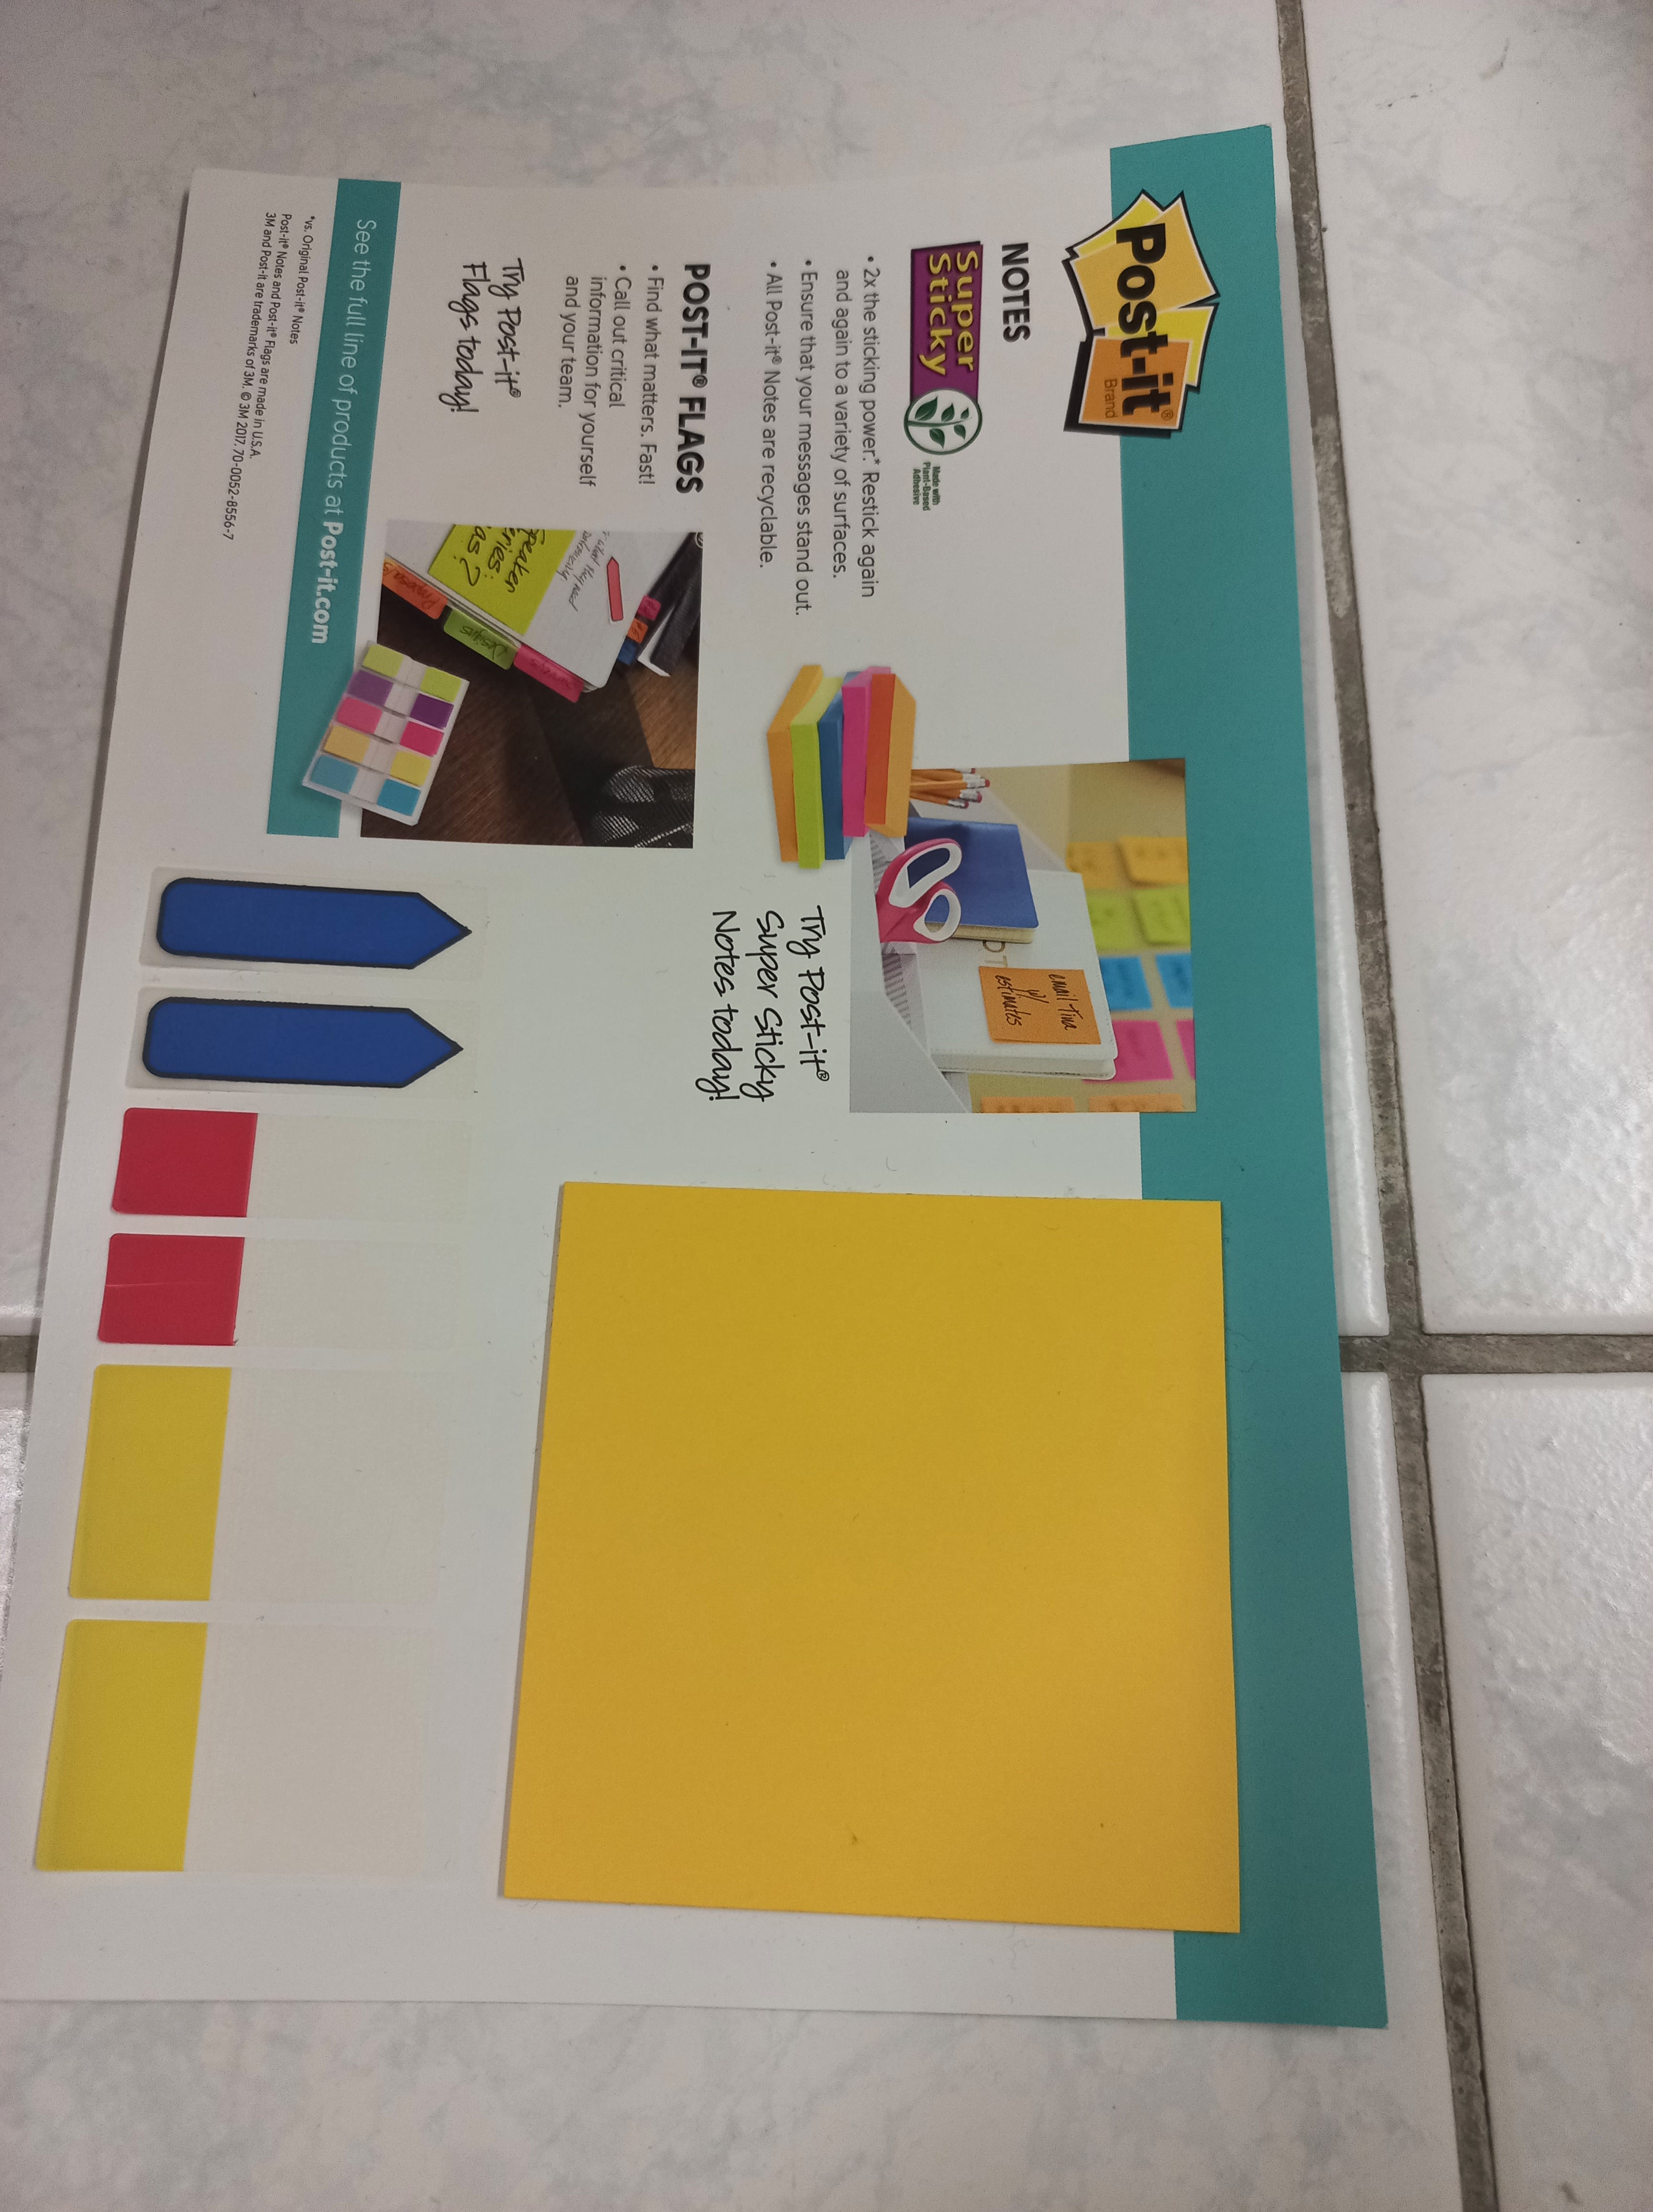 Post-it®
Brand
NOTES
Super
Sticky
Made with
Plant-Based
Adhesive
• 2x the sticking power.* Restick again
and again to a variety of surfaces.
• Ensure that your messages stand out.
• All Post-it® Notes are recyclable.
email Tina
w/
estimates
Try Post-it®
Super Sticky
Notes today!
POST-IT® FLAGS
• Find what matters. Fast!
• Call out critical
information for yourself
and your team.
Try Post-it®
Flags today!
Speaker
as?
Designs
See the full line of products at Post-it.com
*vs. Original Post-it® Notes
Post-it® Notes and Post-it® Flags are made in U.S.A.
3M and Post-it are trademarks of 3M. © 3M 2017. 70-0052-8556-7